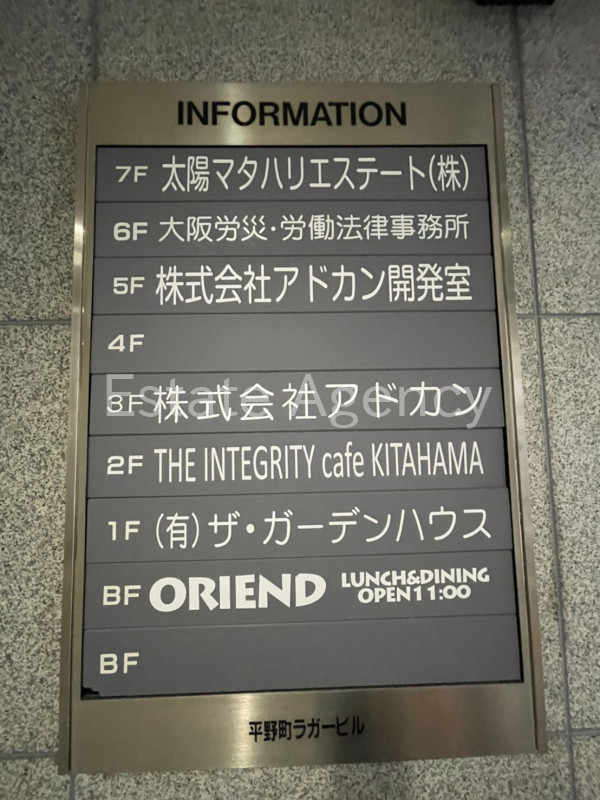 INFORMATION
7F 太陽マタハリエステート(株)
6F 大阪労災・労働法律事務所
5F 株式会社アドカン開発室
4F
3F 株式会社アドカン
Estate Agency
2F THE INTEGRITY cafe KITAHAMA
1F (有)ザ・ガーデンハウス
BF ORIEND LUNCH&DINING
OPEN11:00
BF
平野町ラガービル